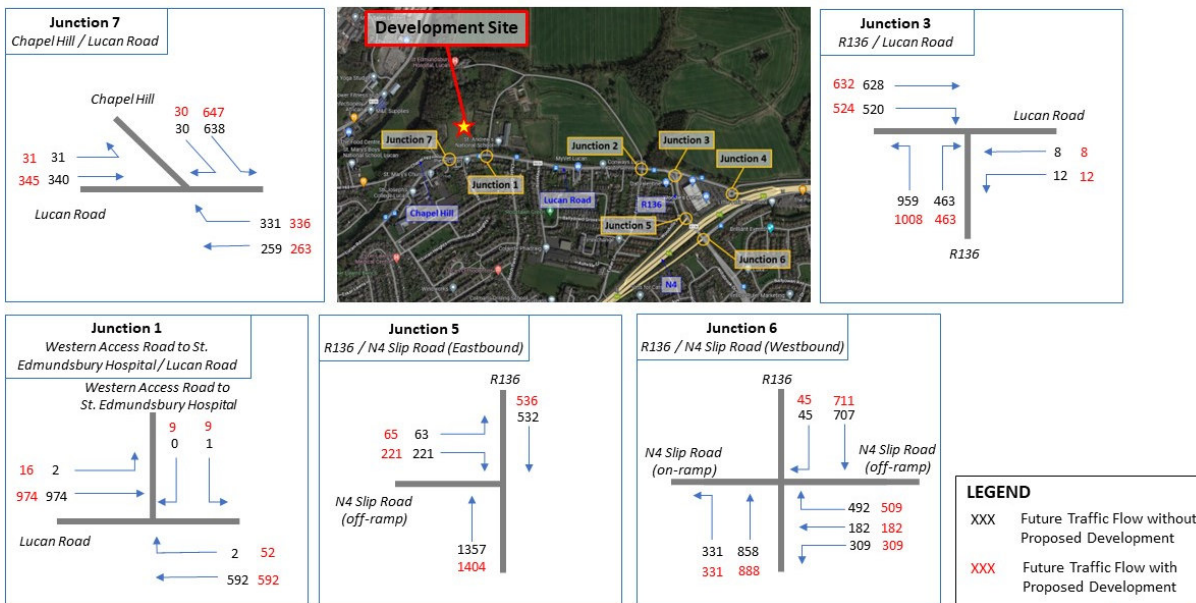 Junction 7
Chapel Hill / Lucan Road
Chapel Hill
30 647
30 638
31 31
345 340
Lucan Road
331 336
259 263
Development Site
Junction 7
Junction 1
Junction 2
Junction 3
Junction 4
Junction 5
Junction 6
Chapel Hill
Lucan Road
R136
N4
Junction 3
R136 / Lucan Road
632 628
524 520
Lucan Road
8 8
12 12
959 463
1008 463
R136
Junction 1
Western Access Road to St.
Edmundsbury Hospital/ Lucan Road
Western Access Road to
St. Edmundsbury Hospital
9 9
0 1
16 2
974 974
Lucan Road
2 52
592 592
Junction 5
R136 / N4 Slip Road (Eastbound)
R136
536
532
65 63
221 221
N4 Slip Road
(off-ramp)
1357
1404
Junction 6
R136 / N4 Slip Road (Westbound)
R136
45 711
45 707
N4 Slip Road
(on-ramp)
N4 Slip Road
(off-ramp)
492 509
182 182
309 309
331 858
331 888
LEGEND
XXX Future Traffic Flow without
Proposed Development
XXX Future Traffic Flow with
Proposed Development